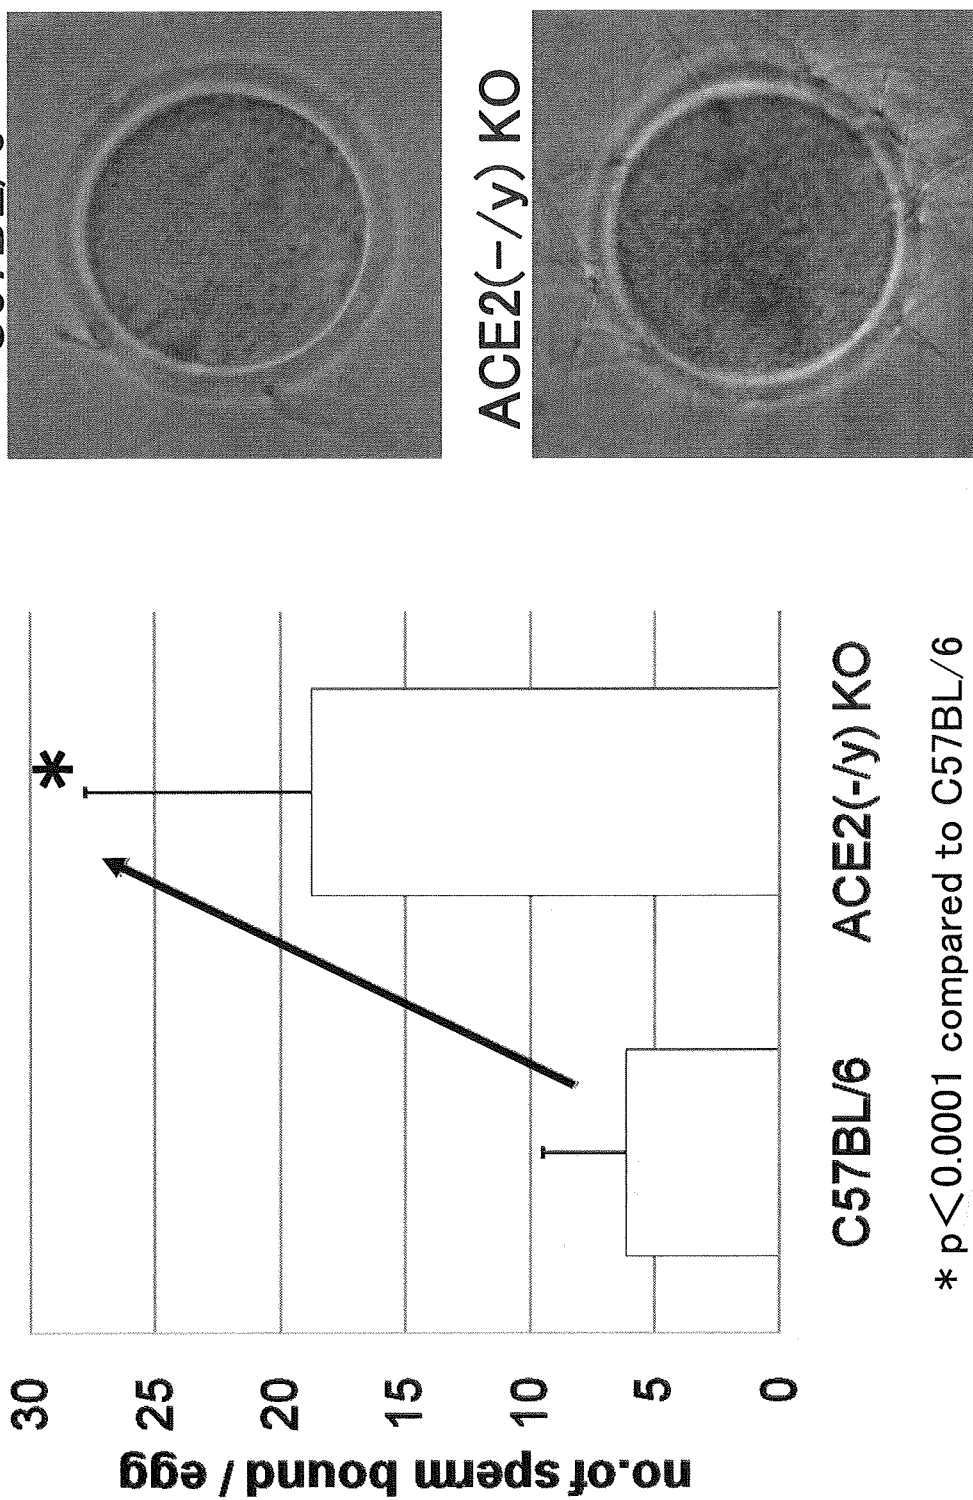 no.of sperm bound / egg
30
25
20
15
10
5
0
*
C57BL/6
ACE2(-/y) KO
* p<0.0001 compared to C57BL/6
ACE2(−/y) KO